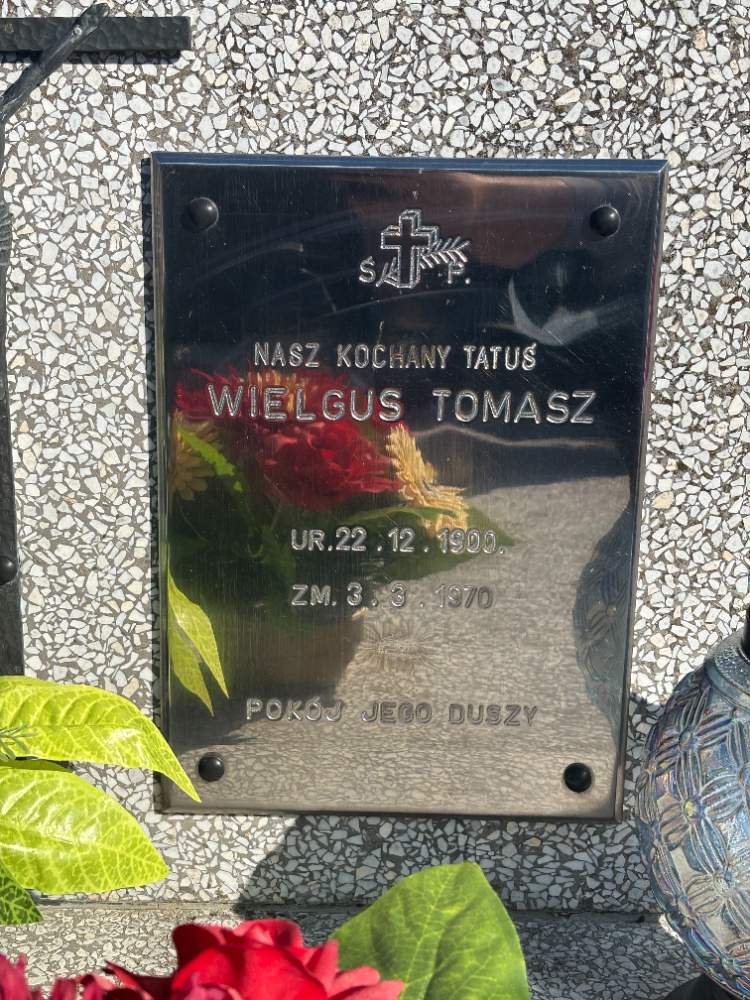 Ś. P.
NASZ KOCHANY TATUŚ
WIELGUS TOMASZ
UR. 22. 12. 1900.
ZM. 3. 3. 1970
POKÓJ JEGO DUSZY